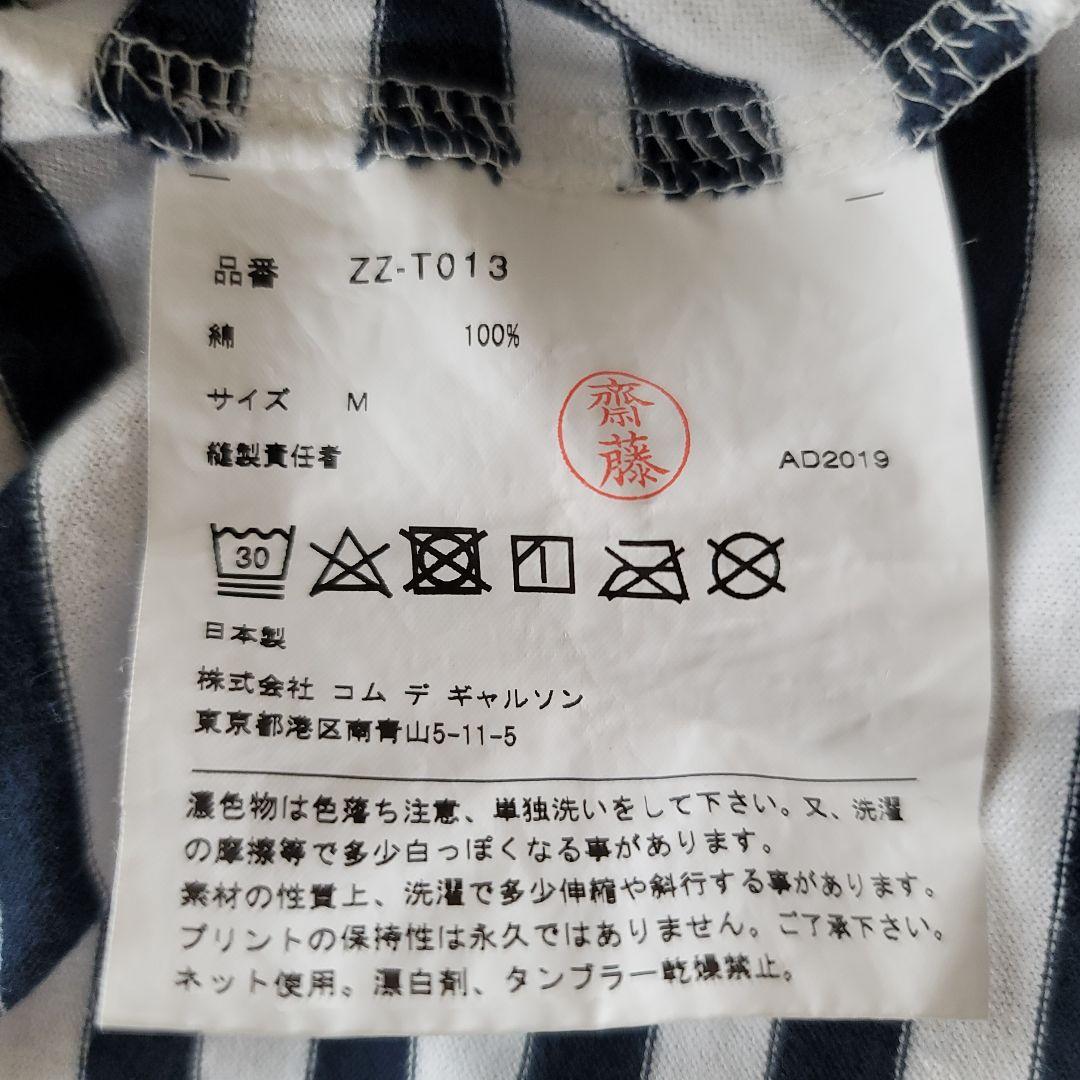 品番 ZZ-T013
綿 100%
サイズ M
縫製責任者 齋藤 AD2019
30
日本製
株式会社 コム デ ギャルソン
東京都港区南青山5-11-5
濃色物は色落ち注意、単独洗いをして下さい。又、洗濯
の摩擦等で多少白っぽくなる事があります。
素材の性質上、洗濯で多少伸縮や斜行する事があります。
プリントの保持性は永久ではありません。ご了承下さい。
ネット使用。漂白剤、タンブラー乾燥禁止。